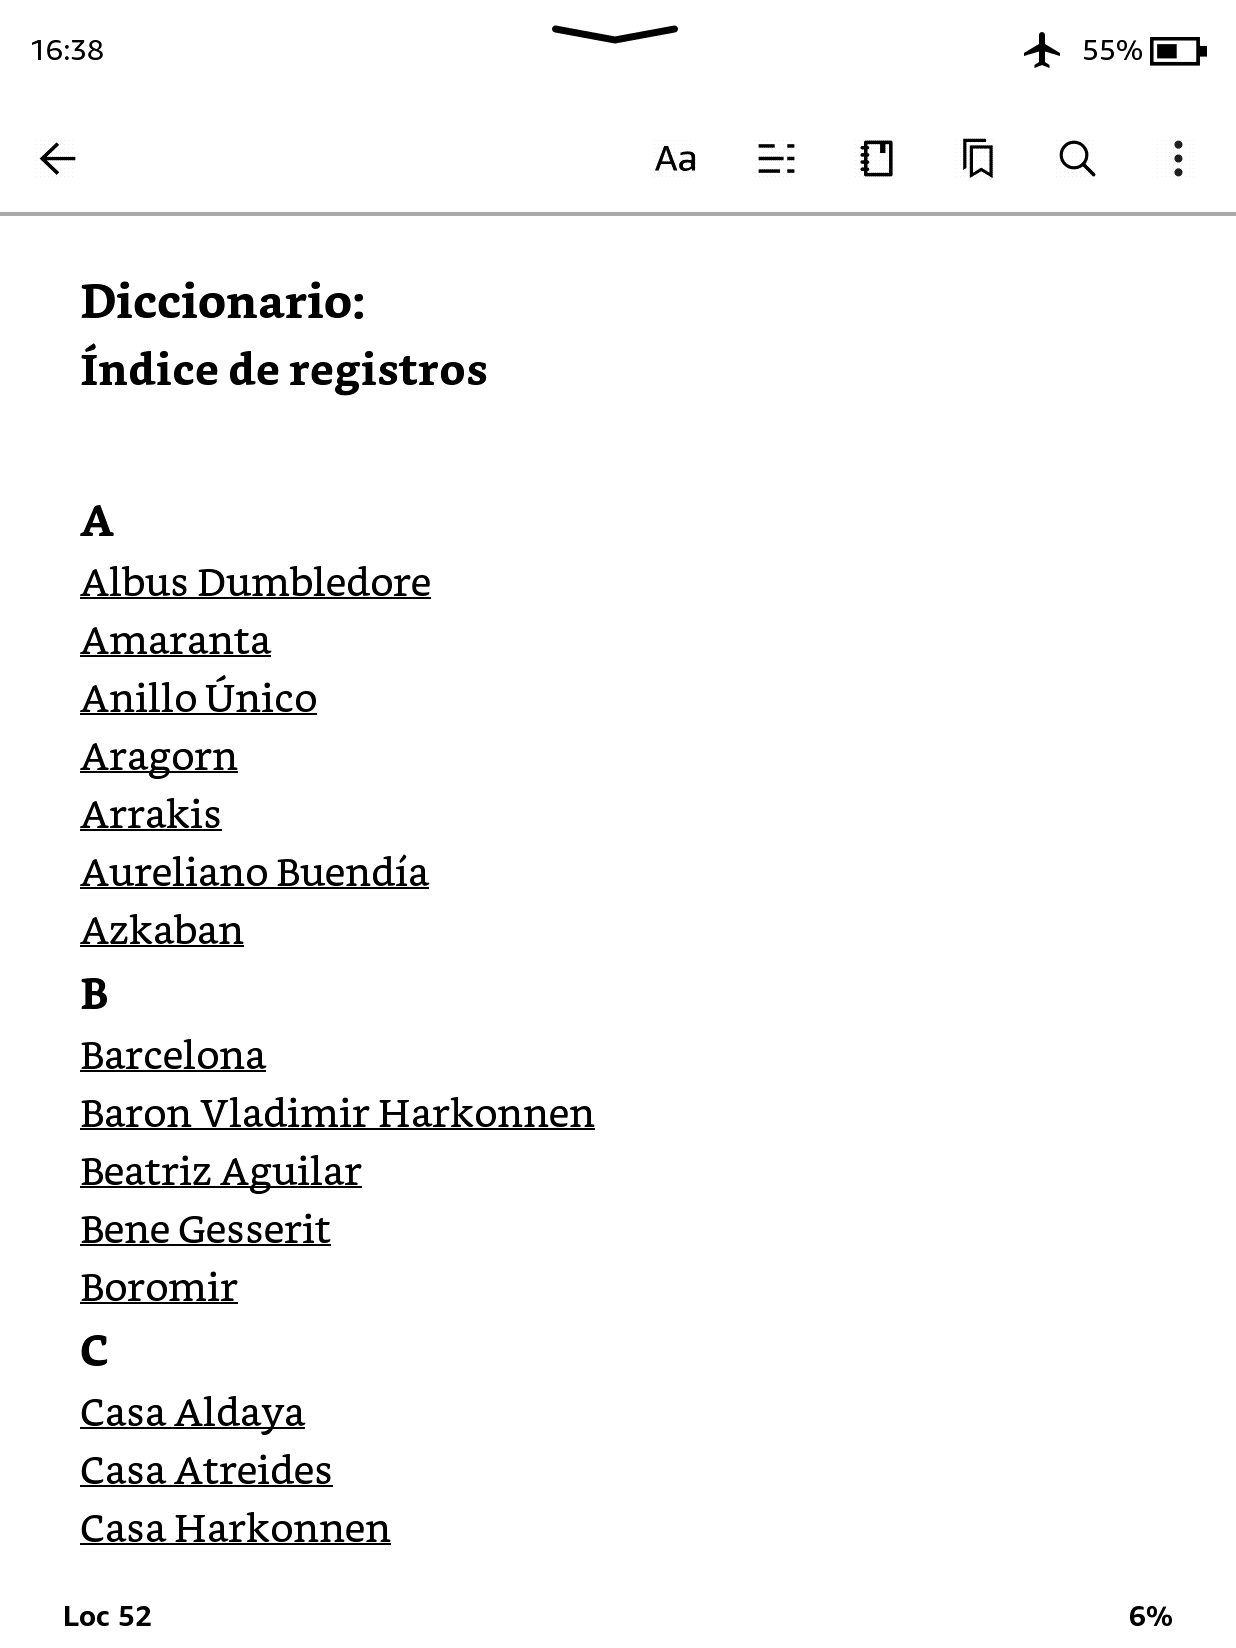 16:38
55%
Aa
Diccionario:
Índice de registros
A
Albus Dumbledore
Amaranta
Anillo Único
Aragorn
Arrakis
Aureliano Buendía
Azkaban
B
Barcelona
Baron Vladimir Harkonnen
Beatriz Aguilar
Bene Gesserit
Boromir
C
Casa Aldaya
Casa Atreides
Casa Harkonnen
Loc 52
6%